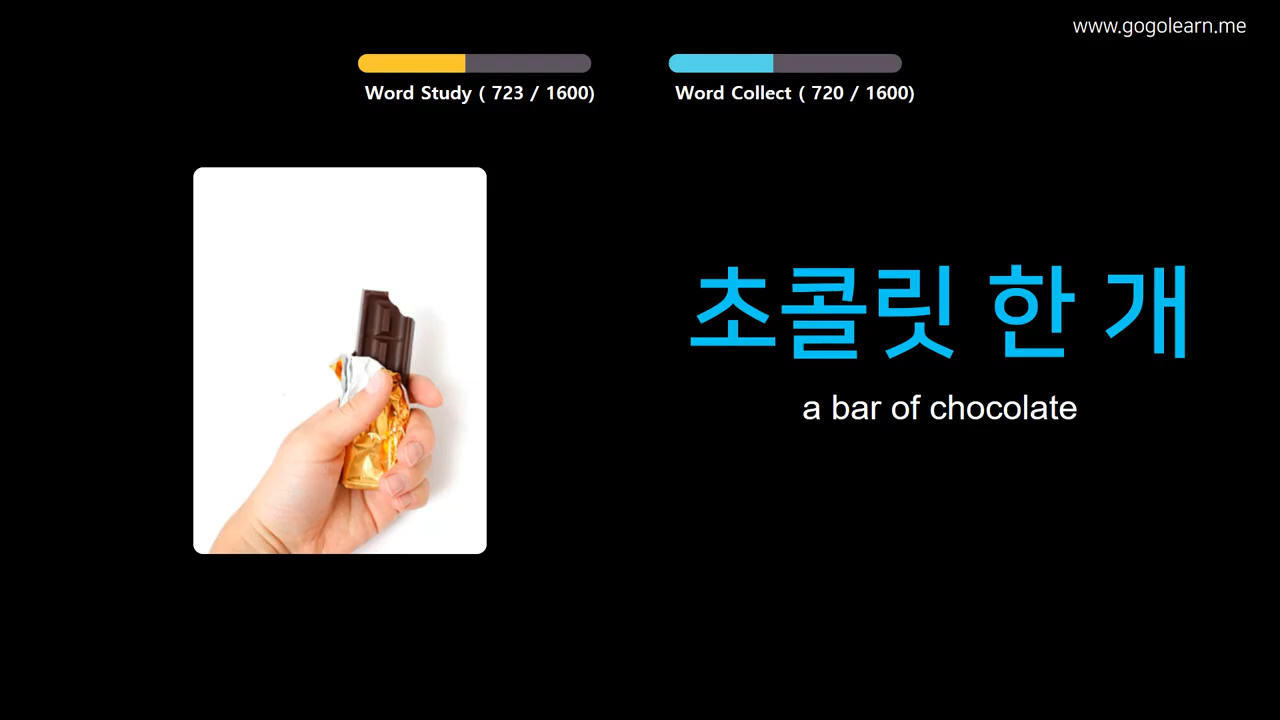 www.gogolearn.me
Word Study ( 723 / 1600)
Word Collect ( 720 / 1600)
초콜릿 한 개
a bar of chocolate